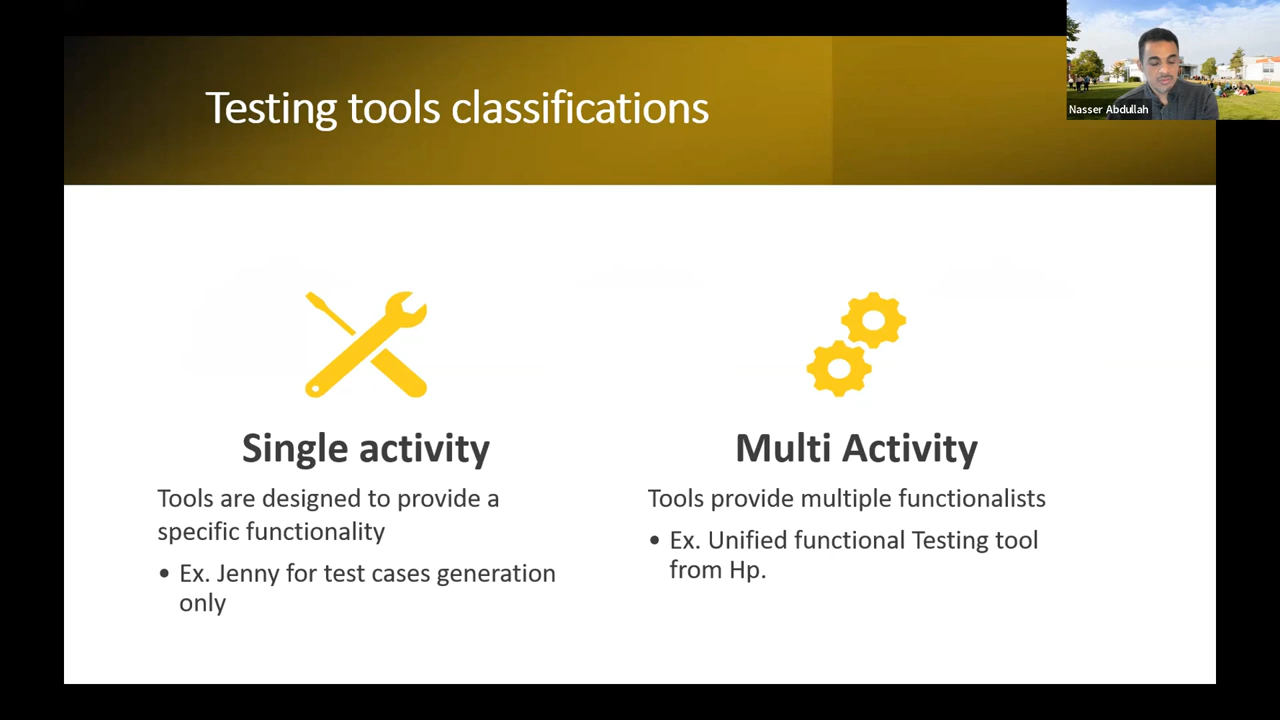 Testing tools classifications
Nasser Abdullah
Single activity
Tools are designed to provide a
specific functionality
• Ex. Jenny for test cases generation
only
Multi Activity
Tools provide multiple functionalists
• Ex. Unified functional Testing tool
from Hp.